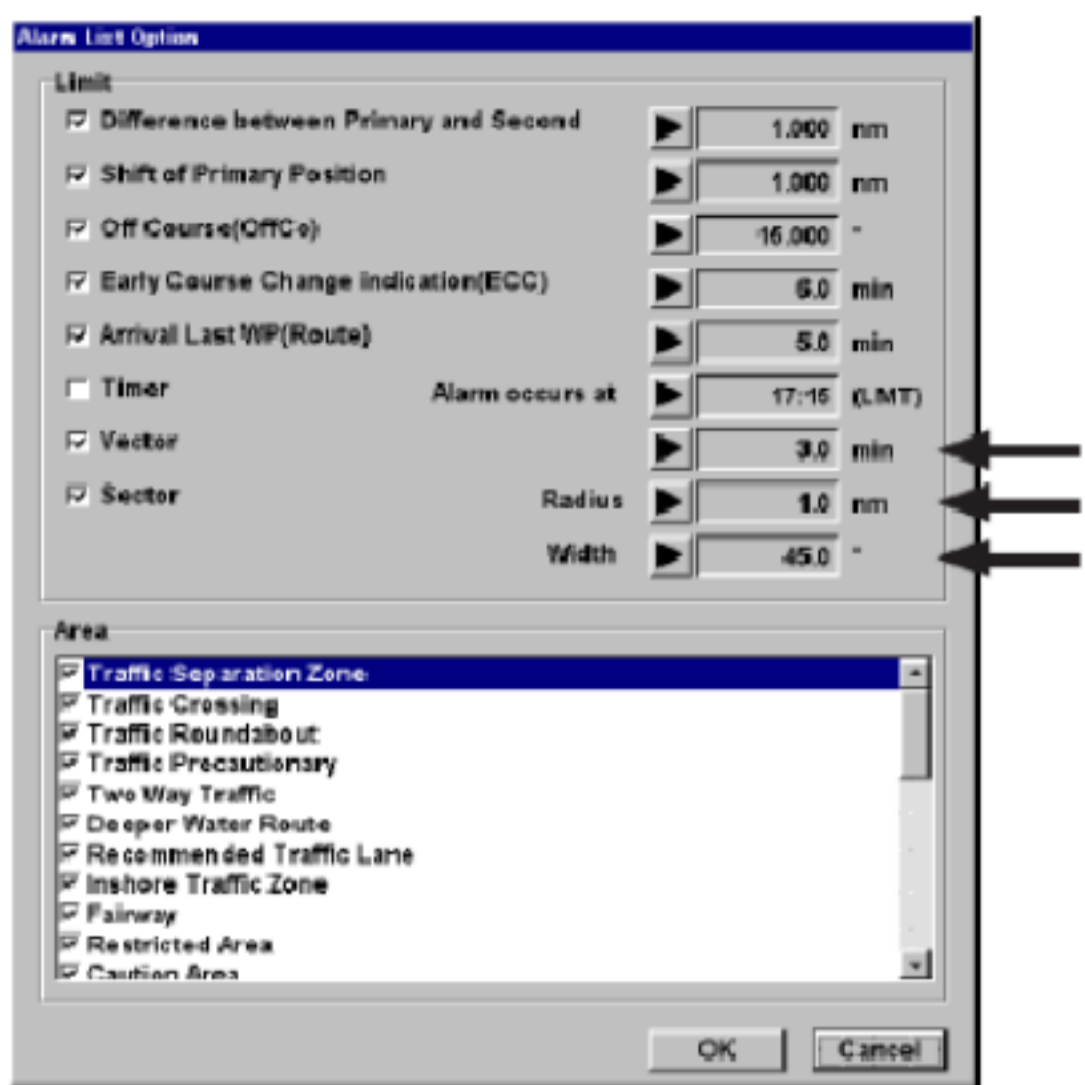 Alarm List Option
Limit
Difference between Primary and Second 1.000 nm
Shift of Primary Position 1.000 nm
Off Course(OffCo) 15.000 °
Early Course Change indication(ECC) min
Arrival Last WP(Route) 5.0 min
Timer Alarm occurs at 17:15 (LMT)
Vector 3.0 min
Sector Radius 1.0 nm
Width 45.0 °
Area
Traffic Separation Zone
Traffic Crossing
Traffic Roundabout
Traffic Precautionary
Two Way Traffic
Deeper Water Route
Recommended Traffic Lane
Inshore Traffic Zone
Fairway
Restricted Area
Caution Area
OK Cancel